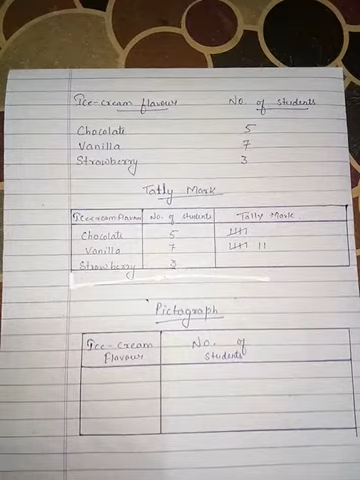 Ice-cream flavour No. of students
Chocolate 5
Vanilla 7
Strawberry 3
Tally Mark
Ice-cream flavour No. of students Tally Mark
Chocolate 5 𝍸
Vanilla 7 𝍸 ||
Strawberry 3
Pictograph
Ice-cream No. of
Flavour students